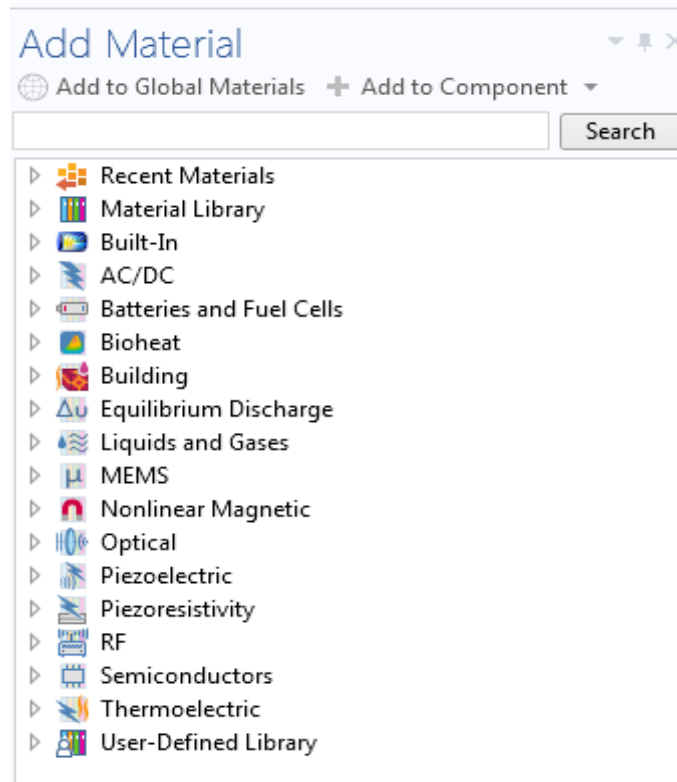 Add Material
Add to Global Materials Add to Component
Search
Recent Materials
Material Library
Built-In
AC/DC
Batteries and Fuel Cells
Bioheat
Building
Δυ Equilibrium Discharge
Liquids and Gases
μ MEMS
Nonlinear Magnetic
Optical
Piezoelectric
Piezoresistivity
RF
Semiconductors
Thermoelectric
User-Defined Library